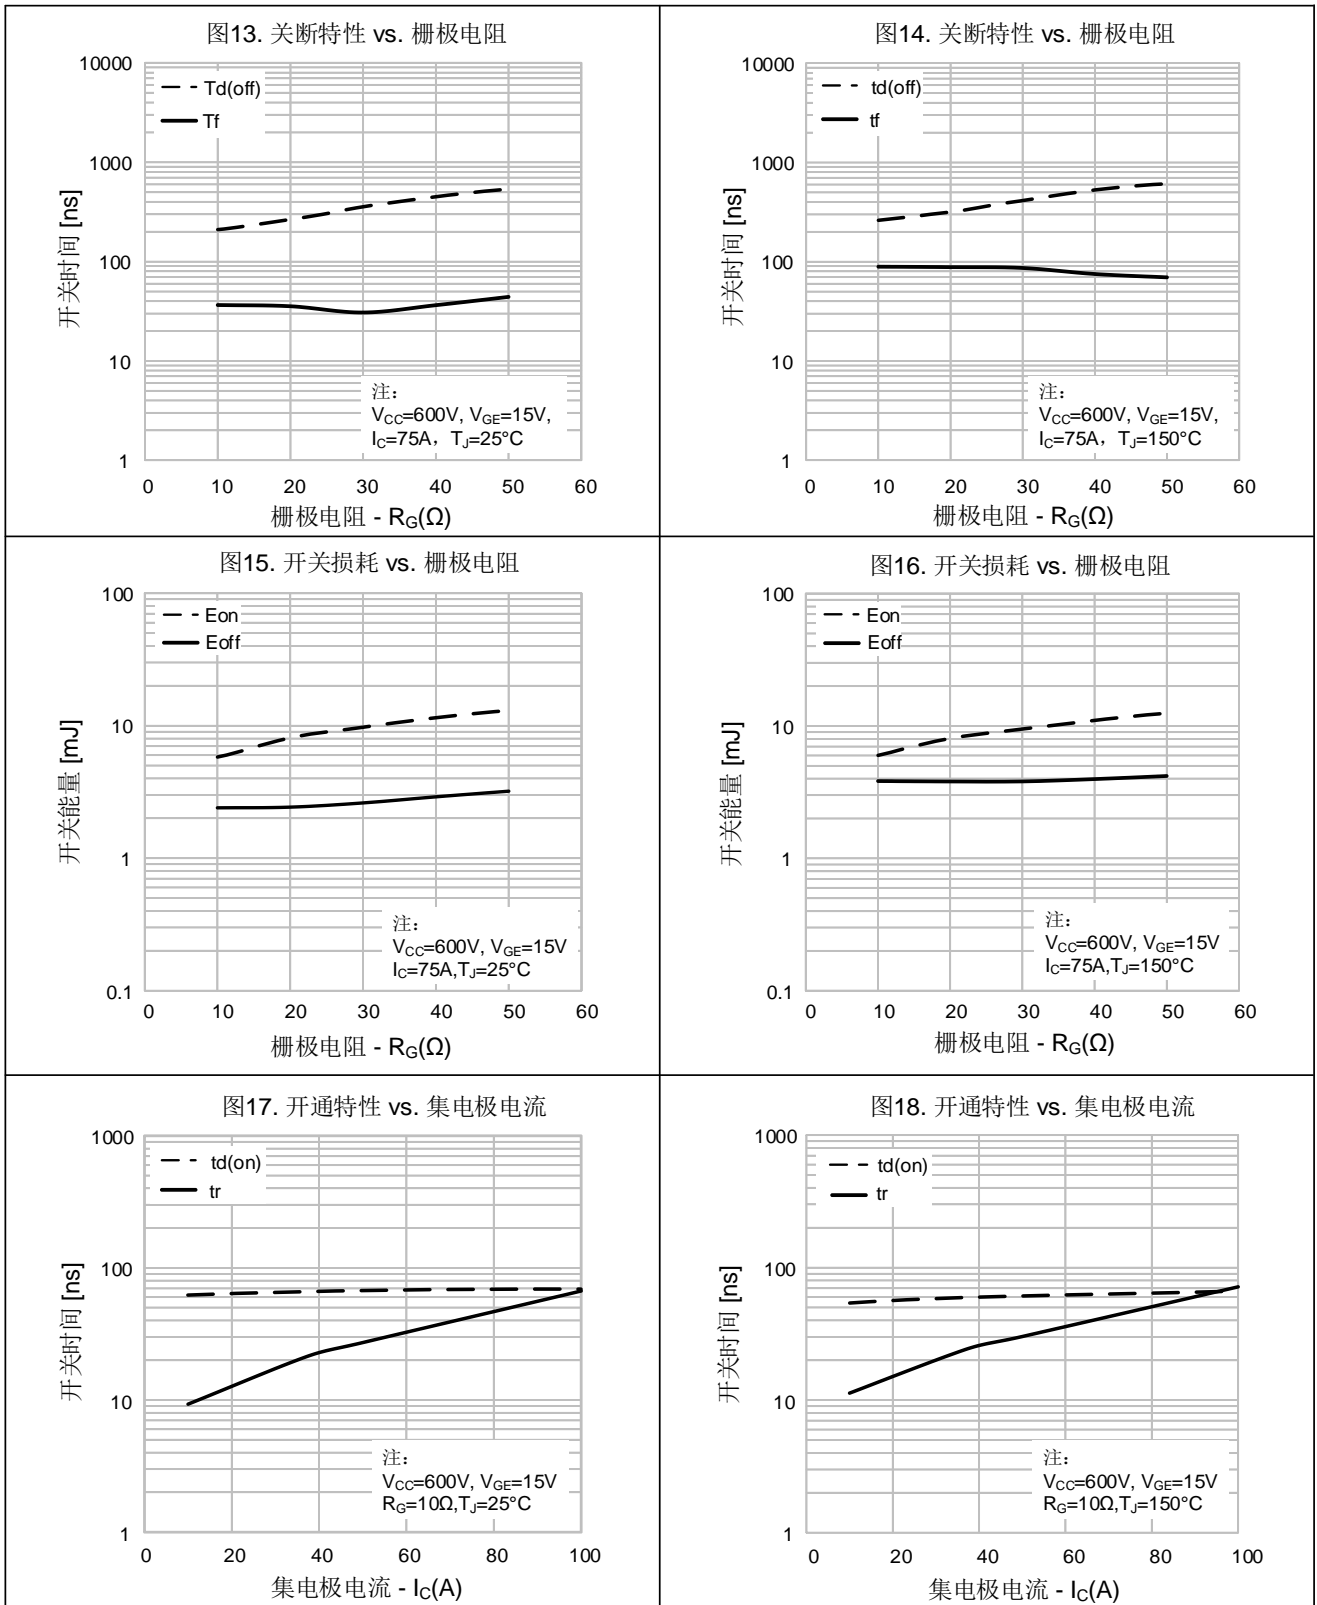 图13. 关断特性 vs. 栅极电阻
10000
1000
100
10
1
开关时间 [ns]
Td(off)
Tf
注：
VCC=600V, VGE=15V,
IC=75A， TJ=25°C
0 10 20 30 40 50 60
栅极电阻 - RG(Ω)
图14. 关断特性 vs. 栅极电阻
10000
1000
100
10
1
开关时间 [ns]
td(off)
tf
注：
VCC=600V, VGE=15V,
IC=75A， TJ=150°C
0 10 20 30 40 50 60
栅极电阻 - RG(Ω)
图15. 开关损耗 vs. 栅极电阻
100
10
1
0.1
开关能量 [mJ]
Eon
Eoff
注：
VCC=600V, VGE=15V
IC=75A,TJ=25°C
0 10 20 30 40 50 60
栅极电阻 - RG(Ω)
图16. 开关损耗 vs. 栅极电阻
100
10
1
0.1
开关能量 [mJ]
Eon
Eoff
注：
VCC=600V, VGE=15V
IC=75A,TJ=150°C
0 10 20 30 40 50 60
栅极电阻 - RG(Ω)
图17. 开通特性 vs. 集电极电流
1000
100
10
1
开关时间 [ns]
td(on)
tr
注：
VCC=600V, VGE=15V
RG=10Ω,TJ=25°C
0 20 40 60 80 100
集电极电流 - IC(A)
图18. 开通特性 vs. 集电极电流
1000
100
10
1
开关时间 [ns]
td(on)
tr
注：
VCC=600V, VGE=15V
RG=10Ω,TJ=150°C
0 20 40 60 80 100
集电极电流 - IC(A)